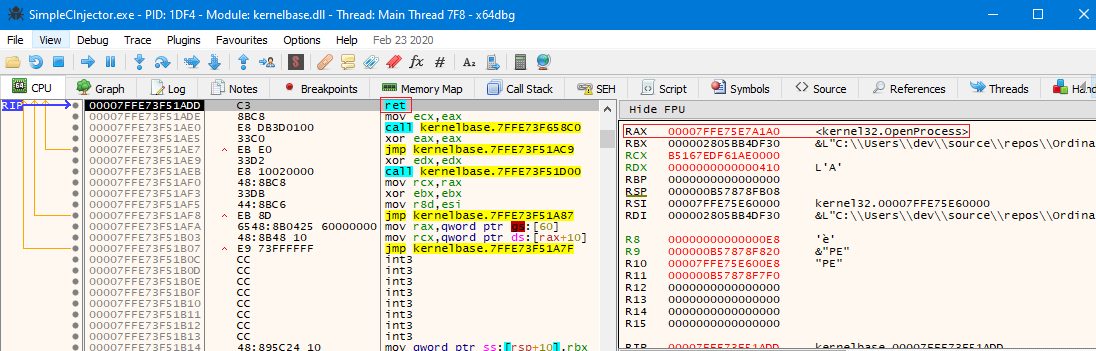 SimpleCInjector.exe - PID: 1DF4 - Module: kernelbase.dll - Thread: Main Thread 7F8 - x64dbg
File View Debug Trace Plugins Favourites Options Help Feb 23 2020
CPU Graph Log Notes Breakpoints Memory Map Call Stack SEH Script Symbols Source References Threads
RIP 00007FFE73F51ADD C3 ret
00007FFE73F51ADE 8BC8 mov ecx,eax
00007FFE73F51AE0 E8 DB3D0100 call kernelbase.7FFE73F658C0
00007FFE73F51AE5 33C0 xor eax,eax
00007FFE73F51AE7 EB E0 jmp kernelbase.7FFE73F51AC9
00007FFE73F51AE9 33D2 xor edx,edx
00007FFE73F51AEB E8 10020000 call kernelbase.7FFE73F51D00
00007FFE73F51AF0 48:8BC8 mov rcx,rax
00007FFE73F51AF3 33DB xor ebx,ebx
00007FFE73F51AF5 44:8BC6 mov r8d,esi
00007FFE73F51AF8 EB 8D jmp kernelbase.7FFE73F51A87
00007FFE73F51AFA 6548:8B0425 60000000 mov rax,qword ptr gs:[60]
00007FFE73F51B03 48:8B48 10 mov rcx,qword ptr ds:[rax+10]
00007FFE73F51B07 E9 73FFFFFF jmp kernelbase.7FFE73F51A7F
00007FFE73F51B0C CC int3
00007FFE73F51B0D CC int3
00007FFE73F51B0E CC int3
00007FFE73F51B0F CC int3
00007FFE73F51B10 CC int3
00007FFE73F51B11 CC int3
00007FFE73F51B12 CC int3
00007FFE73F51B13 CC int3
00007FFE73F51B14 48:895C24 10 mov qword ptr ss:[rsp+10],rbx
Hide FPU
RAX 00007FFE75E7A1A0 <kernel32.OpenProcess>
RBX 000002805BB4DF30 &L"C:\\Users\\dev\\source\\repos\\Ordina
RCX B5167EDF61AE0000
RDX 0000000000000410 L'А'
RBP 0000000000000000
RSP 000000B57878FB08
RSI 00007FFE75E60000 kernel32.00007FFE75E60000
RDI 000002805BB4DF30 &L"C:\\Users\\dev\\source\\repos\\Ordina
R8 00000000000000E8 'è'
R9 000000B57878F820 &"PE"
R10 00007FFE75E600E8 "PE"
R11 000000B57878F7F0
R12 0000000000000000
R13 0000000000000000
R14 0000000000000000
R15 0000000000000000
RIP 00007FFE73F51ADD kernelbase.00007FFE73F51ADD